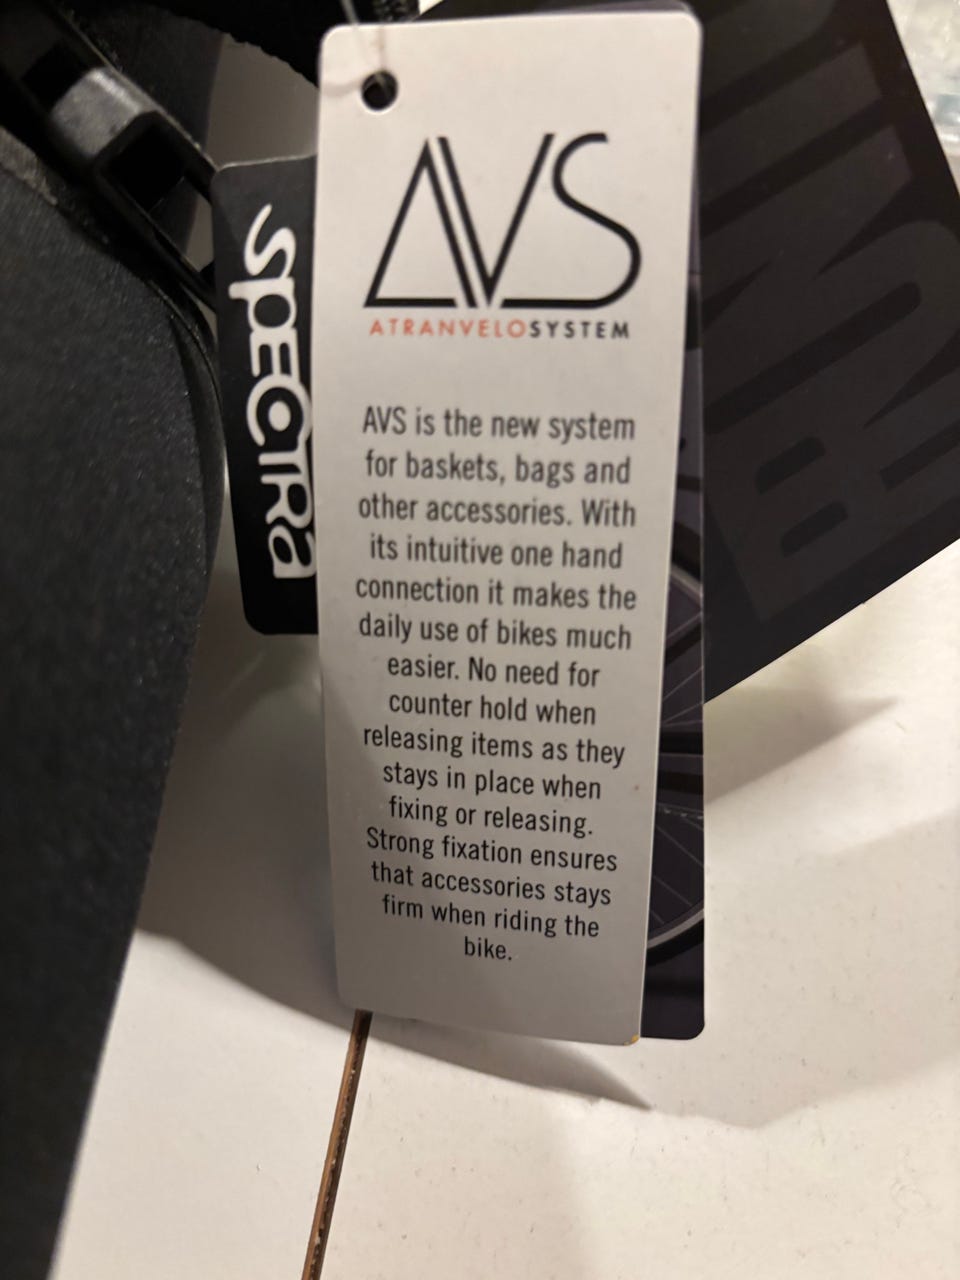 AVS
ATRANVELOSYSTEM
AVS is the new system
for baskets, bags and
other accessories. With
its intuitive one hand
connection it makes the
daily use of bikes much
easier. No need for
counter hold when
releasing items as they
stays in place when
fixing or releasing.
Strong fixation ensures
that accessories stays
firm when riding the
bike.
SPECTRa